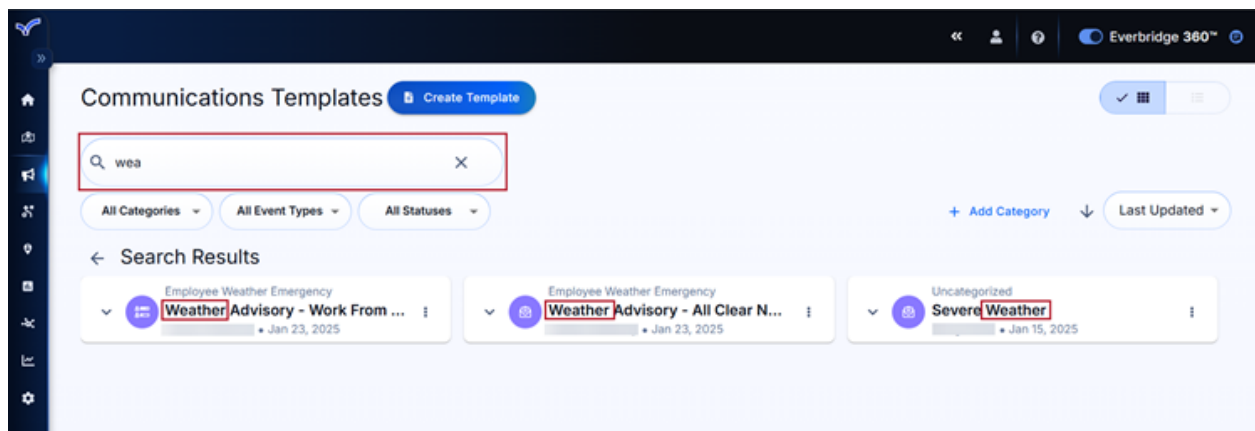 Everbridge 360™
Communications Templates
Create Template
wea
All Categories
All Event Types
All Statuses
+ Add Category
Last Updated
Search Results
Employee Weather Emergency
Weather Advisory - Work From ...
• Jan 23, 2025
Employee Weather Emergency
Weather Advisory - All Clear N...
• Jan 23, 2025
Uncategorized
Severe Weather
• Jan 15, 2025